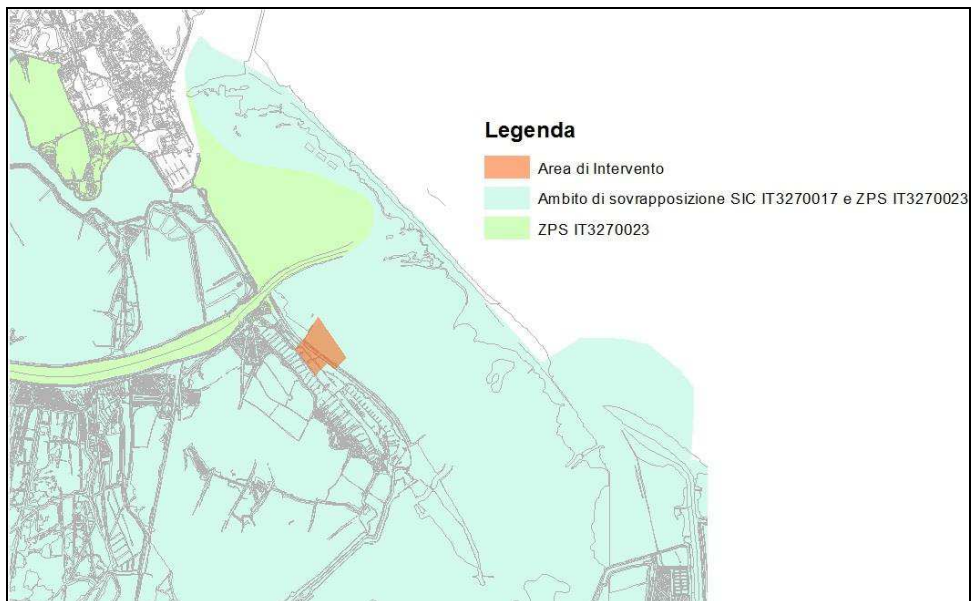 Legenda
Area di Intervento
Ambito di sovrapposizione SIC IT3270017 e ZPS IT3270023
ZPS IT3270023